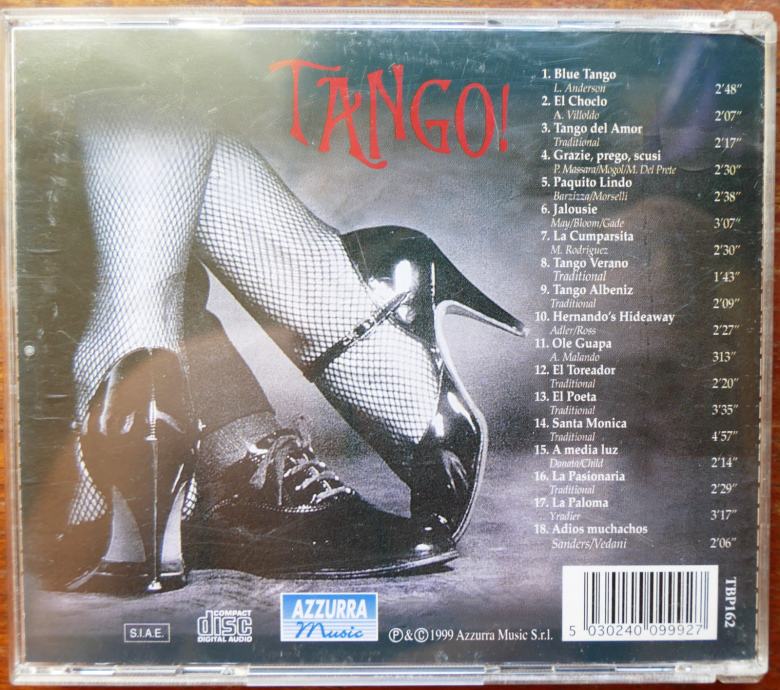 TANGO!
1. Blue Tango
L. Anderson 2'48"
2. El Choclo
A. Villoldo 2'07"
3. Tango del Amor
Traditional 2'17"
4. Grazie, prego, scusi
P. Massara/Mogol/M. Del Prete 2'30"
5. Paquito Lindo
Barzizza/Morselli 2'38"
6. Jalousie
May/Bloom/Gade 3'07"
7. La Cumparsita
M. Rodriguez 2'30"
8. Tango Verano
Traditional 1'43"
9. Tango Albeniz
Traditional 2'09"
10. Hernando's Hideaway
Adler/Ross 2'27"
11. Ole Guapa
A. Malando 313"
12. El Toreador
Traditional 2'20"
13. El Poeta
Traditional 3'35"
14. Santa Monica
Traditional 4'57"
15. A media luz
Donato/Child 2'14"
16. La Pasionaria
Traditional 2'29"
17. La Paloma
Yradier 3'17"
18. Adios muchachos
Sanders/Vedani 2'06"
TBP162
S.I.A.E.
COMPACT
disc
DIGITAL AUDIO
AZZURRA
Music
Ⓟ&Ⓒ1999 Azzurra Music S.r.l.
5 030240 099927